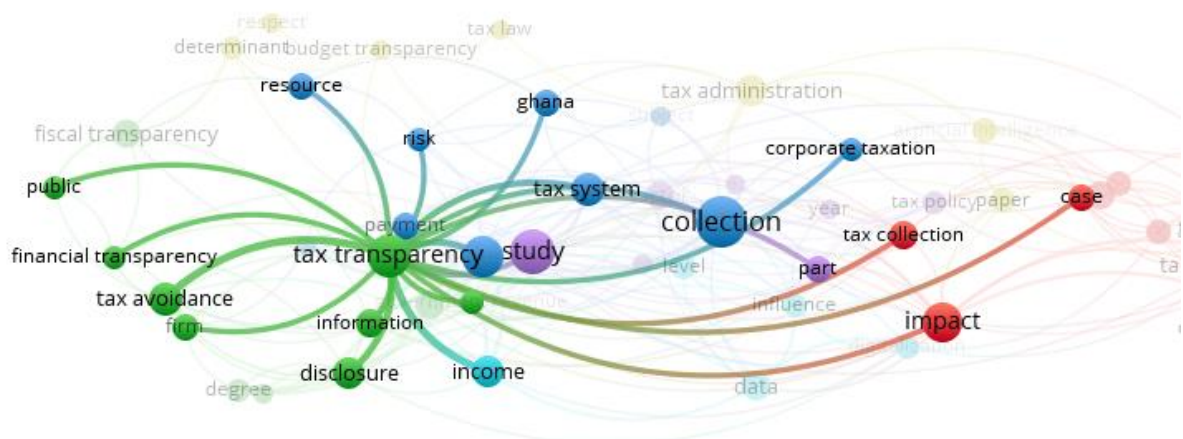 respect
tax law
determinant
budget transparency
resource
tax administration
ghana
fiscal transparency
risk
artificial intelligence
corporate taxation
public
tax system
case
payment
collection
year
tax policy
paper
tax collection
financial transparency
tax transparency
study
level
part
tax avoidance
influence
firm
information
impact
disclosure
income
degree
data